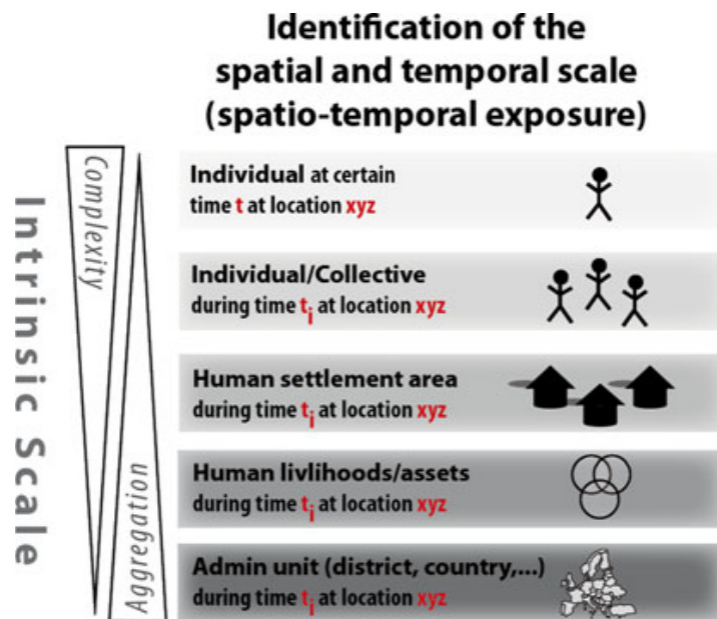 Identification of the
spatial and temporal scale
(spatio-temporal exposure)
Intrinsic Scale
Complexity
Aggregation
Individual at certain
time t at location xyz
Individual/Collective
during time ti at location xyz
Human settlement area
during time ti at location xyz
Human livlihoods/assets
during time ti at location xyz
Admin unit (district, country,...)
during time ti at location xyz